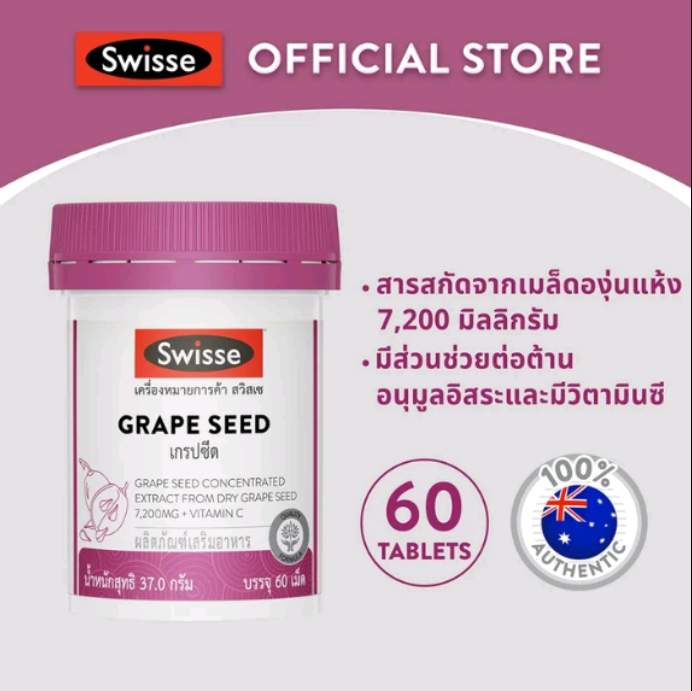 Swisse OFFICIAL STORE
Swisse
เครื่องหมายการค้า สวิสเซ
GRAPE SEED
เกรปซีด
GRAPE SEED CONCENTRATED
EXTRACT FROM DRY GRAPE SEED
7,200MG + VITAMIN C
ผลิตภัณฑ์เสริมอาหาร
QUALITY
FORMULA
น้ำหนักสุทธิ 37.0 กรัม
บรรจุ 60 เม็ด
• สารสกัดจากเมล็ดองุ่นแห้ง
7,200 มิลลิกรัม
• มีส่วนช่วยต่อต้าน
อนุมูลอิสระและมีวิตามินซี
60
TABLETS
100%
AUTHENTIC